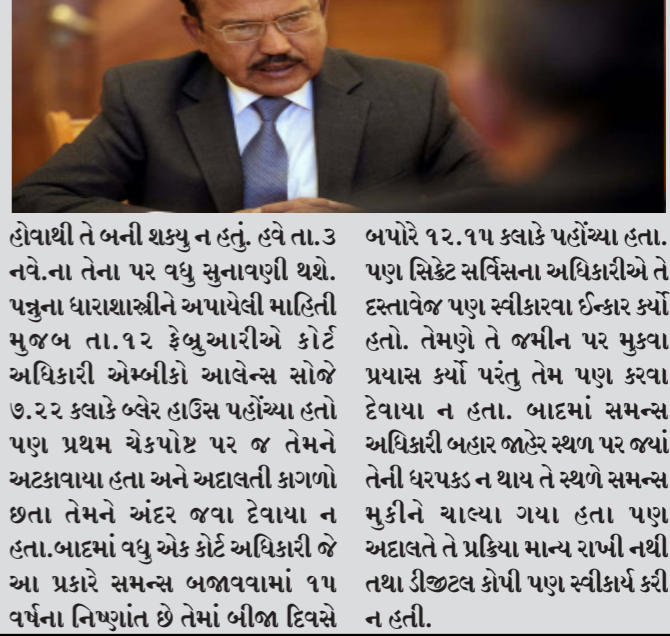 હોવાથી તે બની શક્યુ ન હતું. હવે તા.૩
નવે.ના તેના પર વધુ સુનાવણી થશે.
પન્નુના ધારાશાસ્ત્રીને અપાયેલી માહિતી
મુજબ તા.૧૨ ફેબ્રુઆરીએ કોર્ટ
અધિકારી એમ્બીકો આલેન્સ સોજે
૭.૨૨ કલાકે બ્લેર હાઉસ પહોંચ્યા હતો
પણ પ્રથમ ચેકપોષ્ટ પર જ તેમને
અટકાવાયા હતા અને અદાલતી કાગળો
છતા તેમને અંદર જવા દેવાયા ન
હતા.બાદમાં વધુ એક કોર્ટ અધિકારી જે
આ પ્રકારે સમન્સ બજાવવામાં ૧૫
વર્ષના નિષ્ણાંત છે તેમાં બીજા દિવસે
બપોરે ૧૨.૧૫ કલાકે પહોંચ્યા હતા.
પણ સિક્રેટ સર્વિસના અધિકારીએ તે
દસ્તાવેજ પણ સ્વીકારવા ઈન્કાર કર્યો
હતો. તેમણે તે જમીન પર મુકવા
પ્રયાસ કર્યો પરંતુ તેમ પણ કરવા
દેવાયા ન હતા. બાદમાં સમન્સ
અધિકારી બહાર જાહેર સ્થળ પર જ્યાં
તેની ધરપકડ ન થાય તે સ્થળે સમન્સ
મુકીને ચાલ્યા ગયા હતા પણ
અદાલતે તે પ્રક્રિયા માન્ય રાખી નથી
તથા ડીજીટલ કોપી પણ સ્વીકાર્ય કરી
ન હતી.